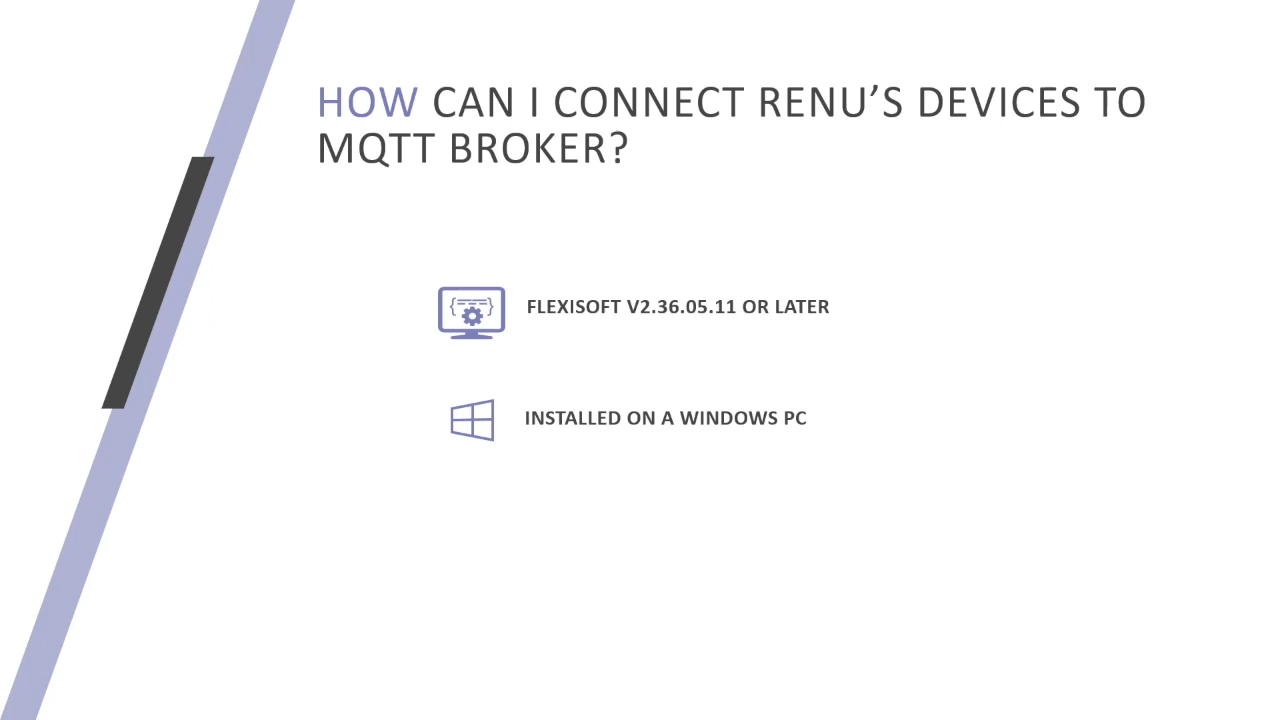 HOW CAN I CONNECT RENU’S DEVICES TO
MQTT BROKER?
FLEXISOFT V2.36.05.11 OR LATER
INSTALLED ON A WINDOWS PC